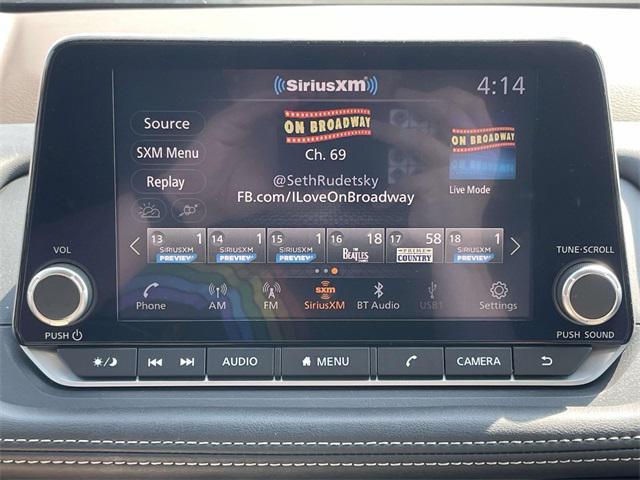 SiriusXM
4:14
Source
ON BROADWAY
SXM Menu
Ch. 69
ON BROADWAY
Replay
@SethRudetsky
Live Mode
FB.com/ILoveOnBroadway
13 1 14 1 15 1 16 18 17 58 18 1
SIRIUSXM PREVIEW SIRIUSXM PREVIEW SIRIUSXM PREVIEW THE BEATLES PRIME COUNTRY SIRIUSXM PREVIEW
VOL
TUNE·SCROLL
sxm
Phone AM FM SiriusXM BT Audio USB1 Settings
PUSH
PUSH SOUND
AUDIO MENU CAMERA